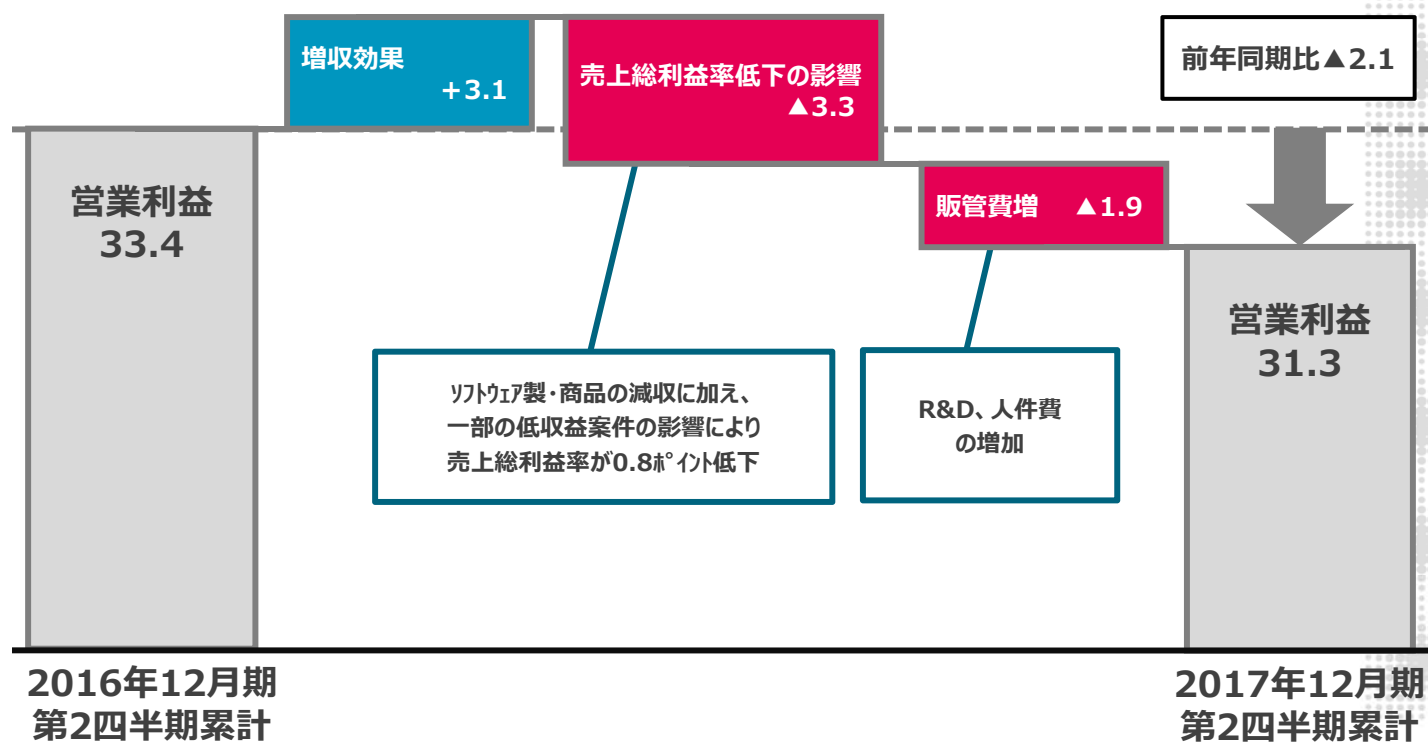 増収効果
+3.1
売上総利益率低下の影響
▲3.3
前年同期比▲2.1
営業利益
33.4
販管費増 ▲1.9
営業利益
31.3
ｿﾌﾄｳｪｱ製・商品の減収に加え、
一部の低収益案件の影響により
売上総利益率が0.8ﾎﾟｲﾝﾄ低下
R&D、人件費
の増加
2016年12月期
第2四半期累計
2017年12月期
第2四半期累計